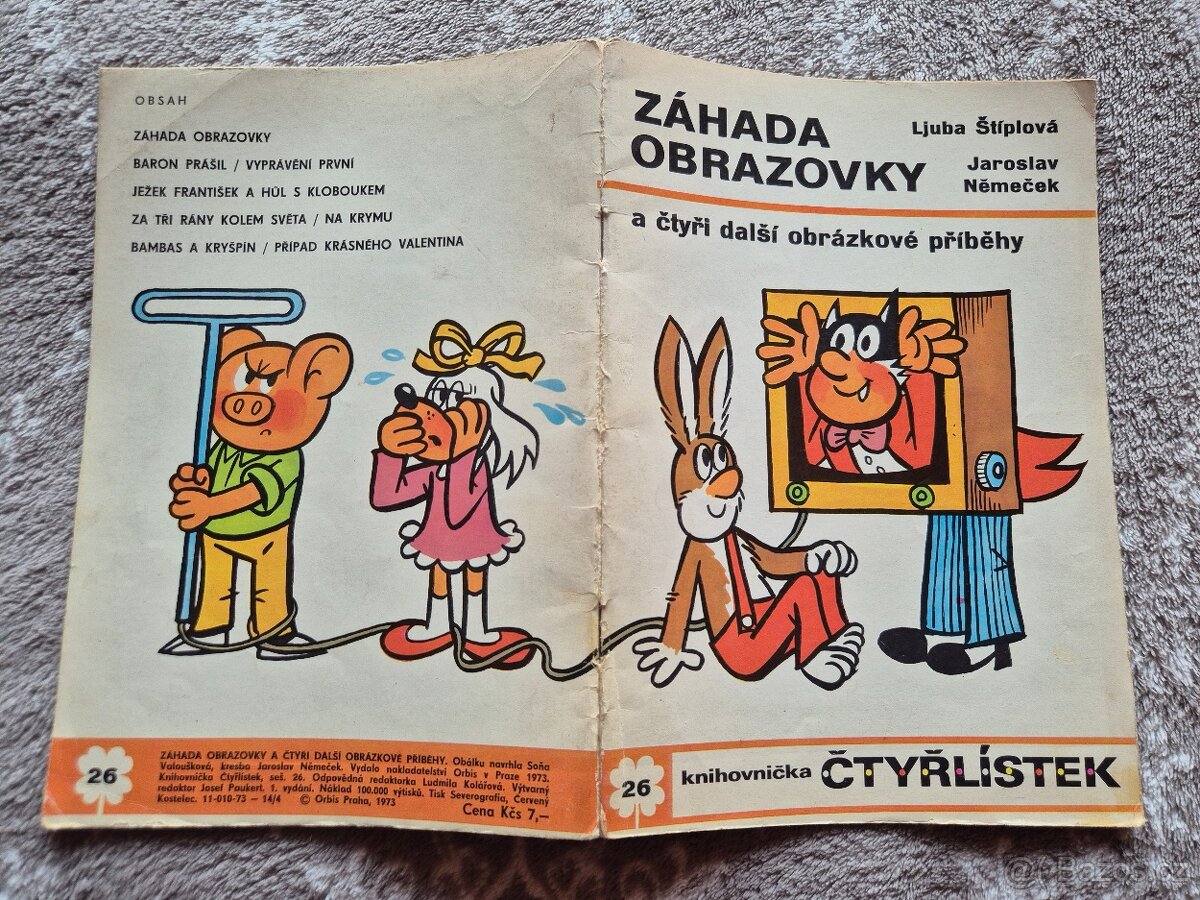 OBSAH
ZÁHADA OBRAZOVKY
BARON PRÁŠIL / VYPRÁVĚNÍ PRVNÍ
JEŽEK FRANTIŠEK A HŮL S KLOBOUKEM
ZA TŘI RÁNY KOLEM SVĚTA / NA KRYMU
BAMBAS A KRYŠPÍN / PŘÍPAD KRÁSNÉHO VALENTINA
26
ZÁHADA OBRAZOVKY A ČTYŘI DALŠÍ OBRÁZKOVÉ PŘÍBĚHY. Obálku navrhla Soňa
Valoušková, kresba Jaroslav Němeček. Vydalo nakladatelství Orbis v Praze 1973.
Knihovnička Čtyřlístek, seš. 26. Odpovědná redaktorka Ludmila Kolářová. Výtvarný
redaktor Josef Paukert. 1. vydání. Náklad 100.000 výtisků. Tisk Severografia, Červený
Kostelec. 11-010-73 — 14/4 © Orbis Praha, 1973
Cena Kčs 7,—
ZÁHADA
OBRAZOVKY
Ljuba Štíplová
Jaroslav
Němeček
a čtyři další obrázkové příběhy
26
knihovnička ČTYŘLÍSTEK
Bazoš.cz